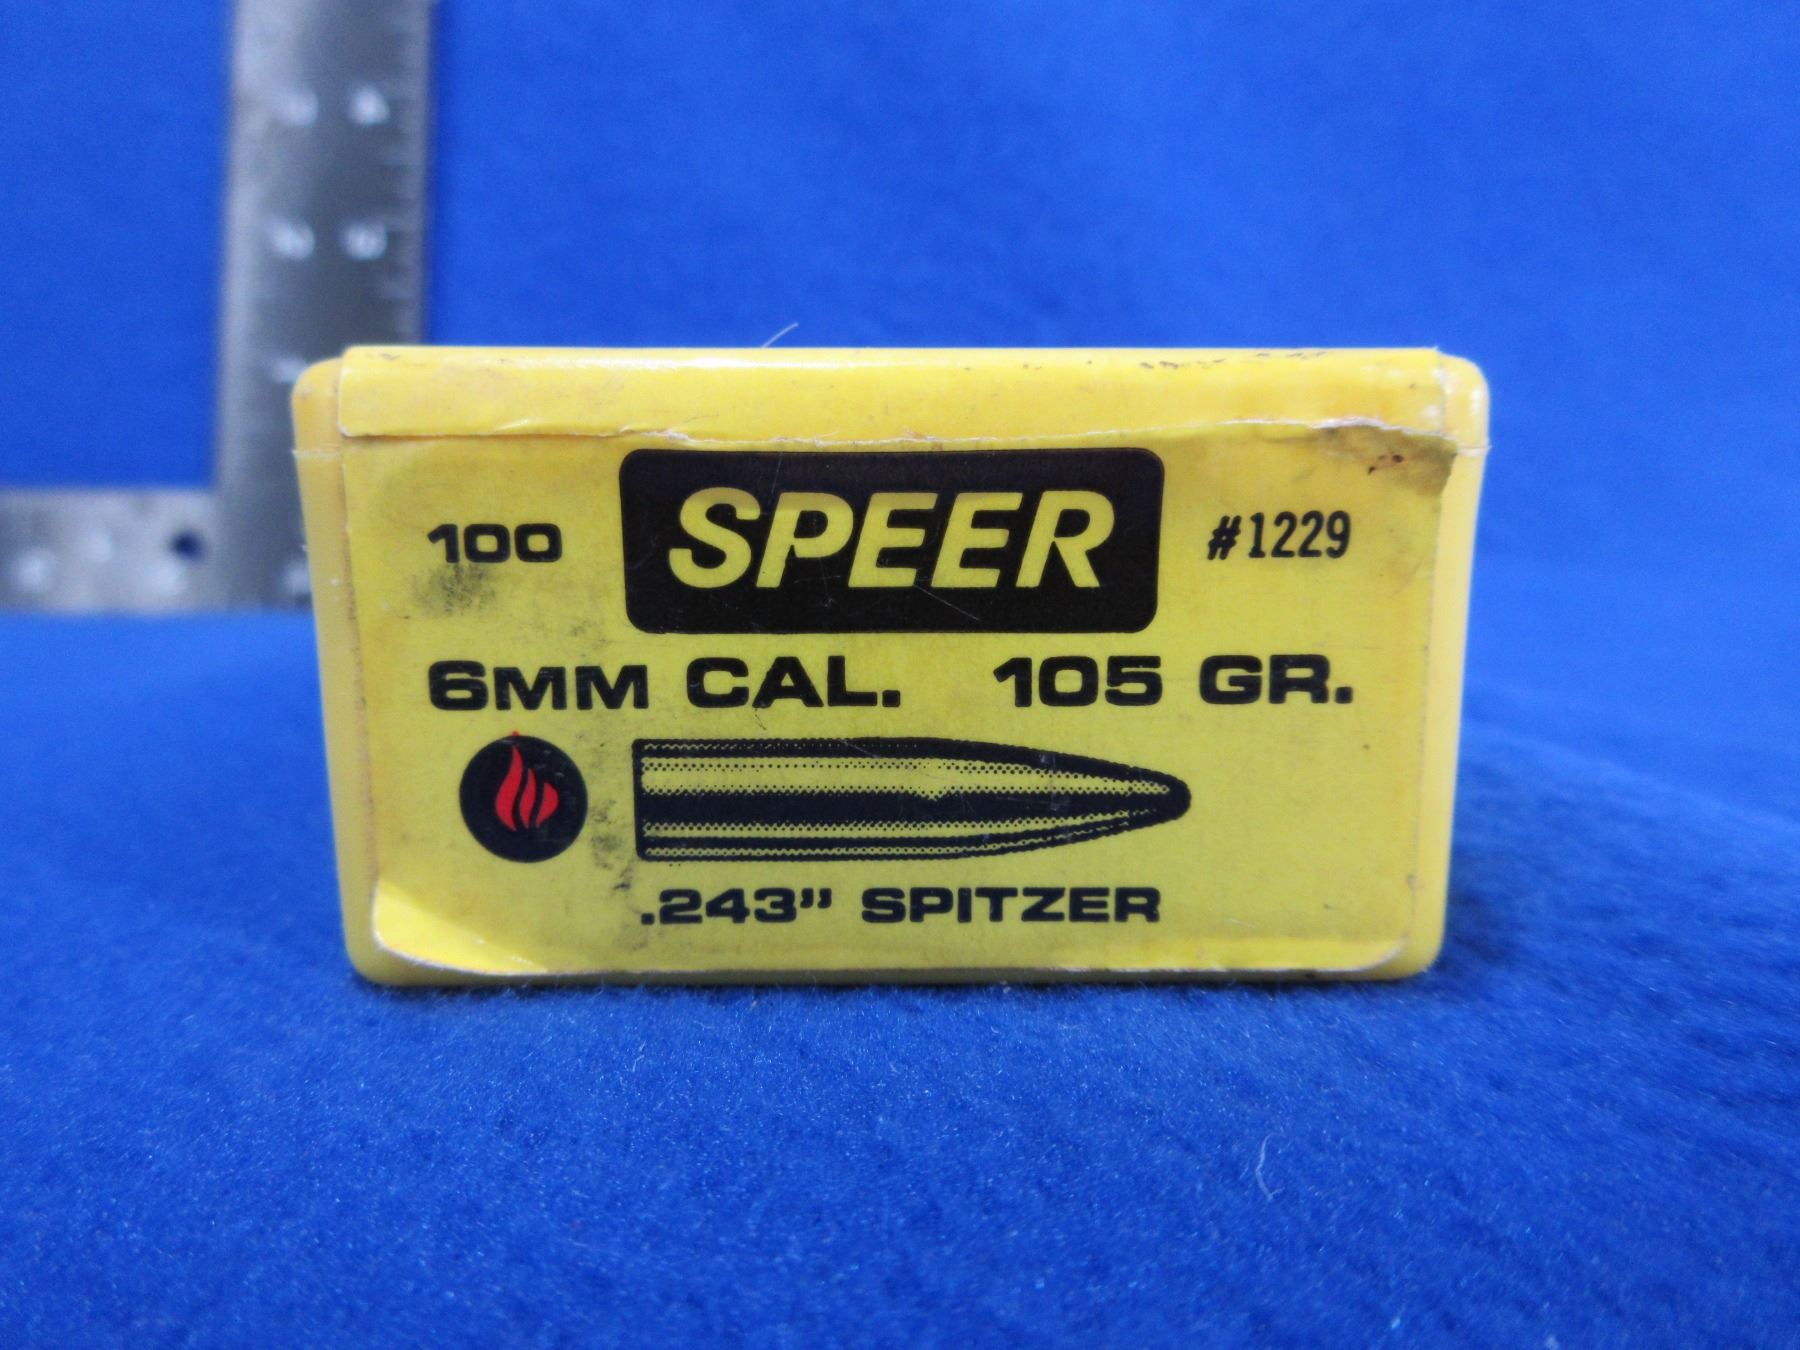 100 SPEER #1229
6MM CAL. 105 GR.
.243" SPITZER